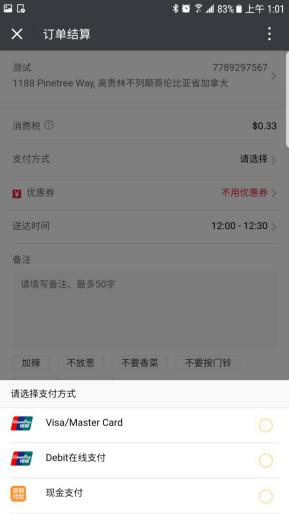 83% 上午 1:01
订单结算
测试 7789297567
1188 Pinetree Way, 高贵林不列颠哥伦比亚省加拿大
消费税 $0.33
支付方式 请选择
¥ 优惠券 不用优惠券
送达时间 12:00 - 12:30
备注
请填写备注、最多50字
加辣 不放葱 不要香菜 不要按门铃
请选择支付方式
Visa/Master Card
Debit在线支付
现金支付